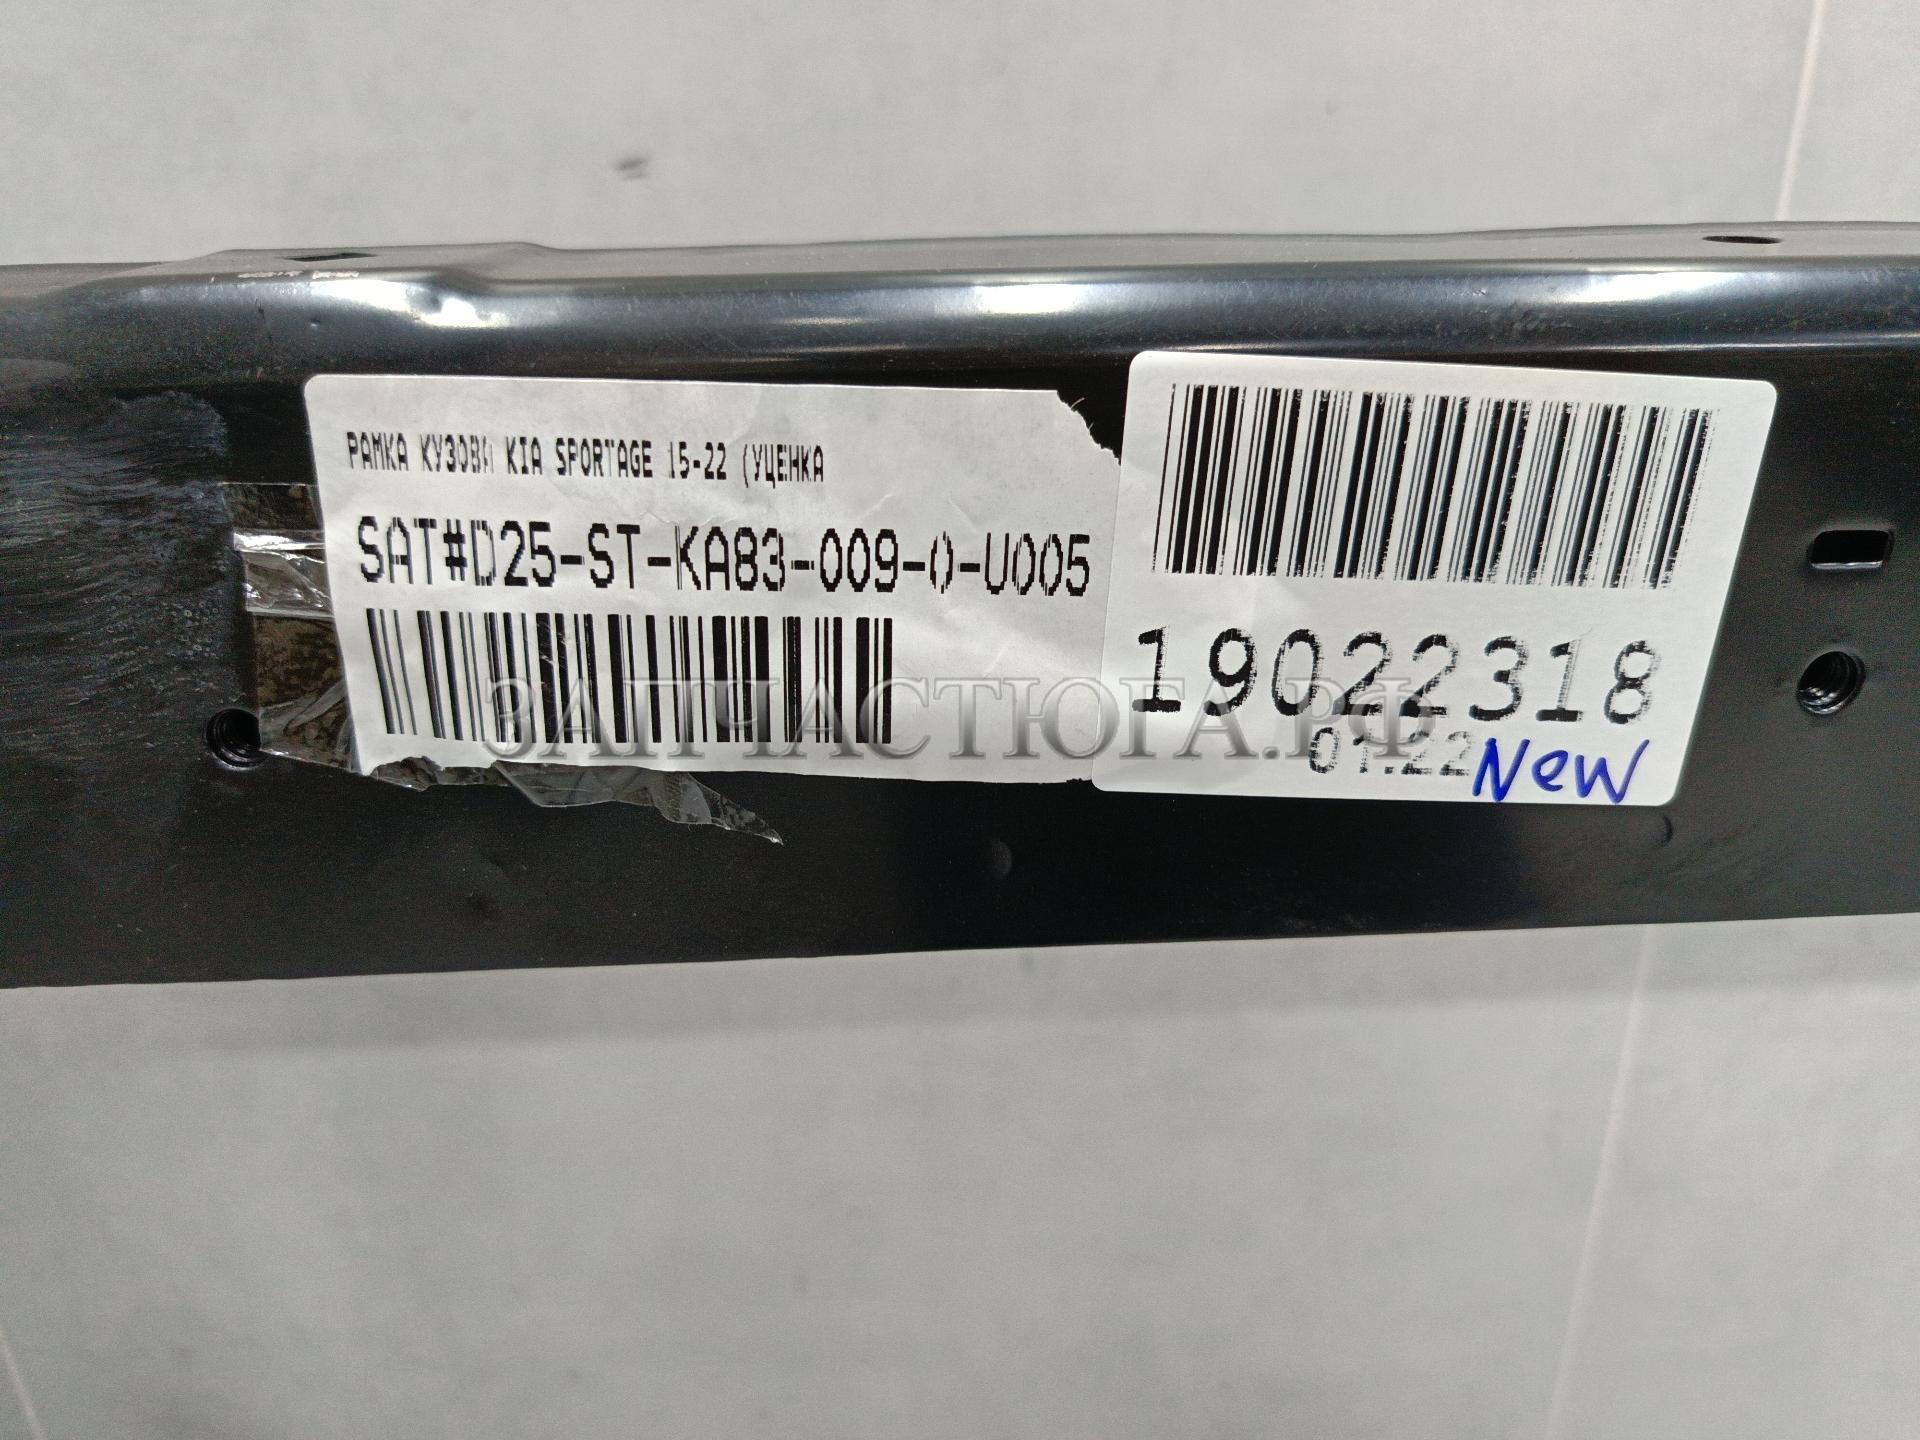 РАМКА КУЗОВА KIA SPORTAGE 15-22 (УЦЕНКА
SAT#D25-ST-KA83-009-0-U005
19022318
01.22 New
ЗАПЧАСТЮГА.РФ